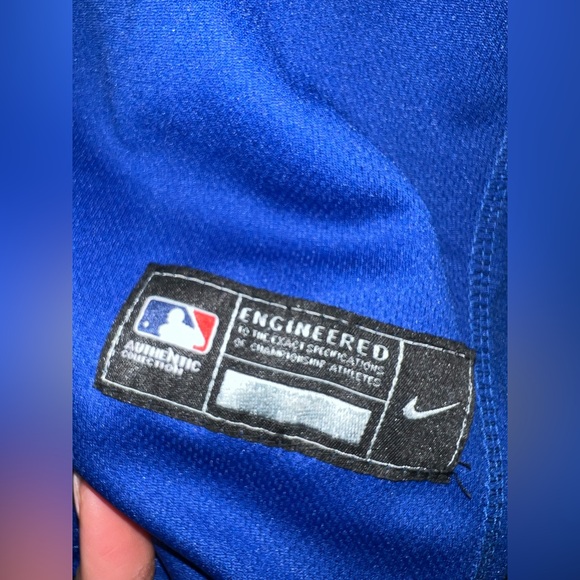 AUTHENTIC
COLLECTION
ENGINEERED
TO THE EXACT SPECIFICATIONS
OF CHAMPIONSHIP ATHLETES